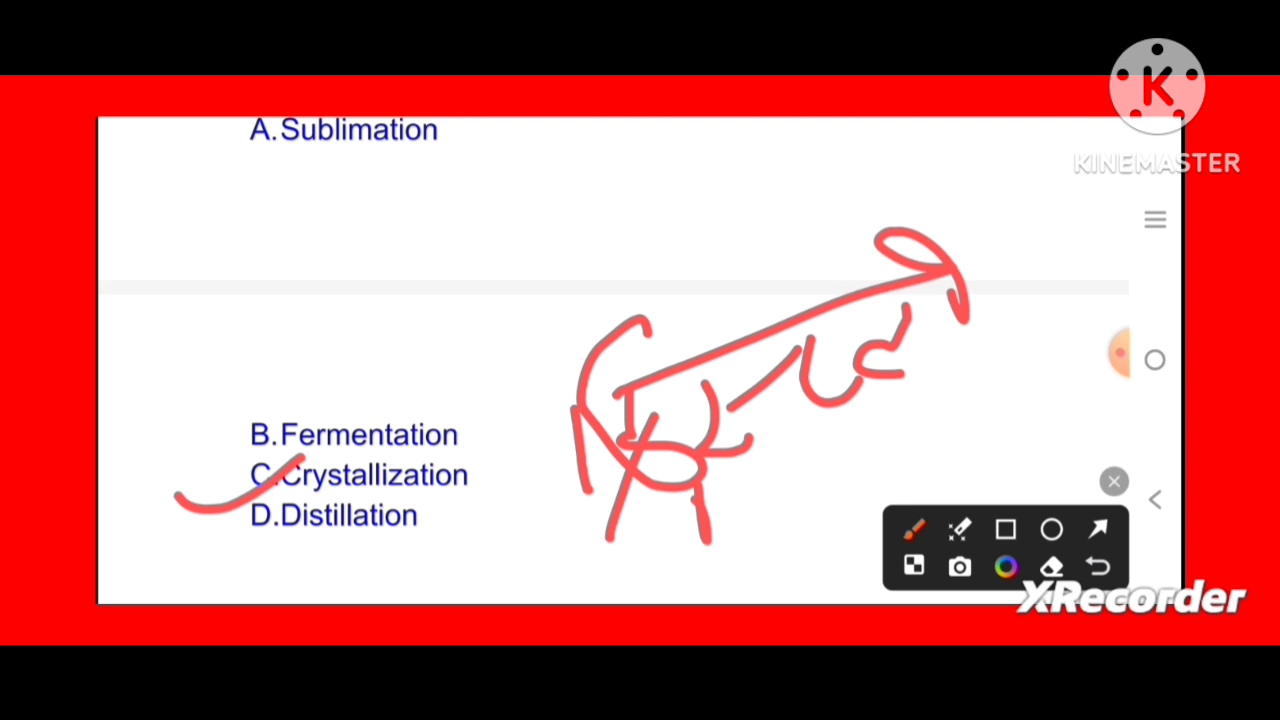 K
KINEMASTER
A.Sublimation
B.Fermentation
C.Crystallization
D.Distillation
XRecorder